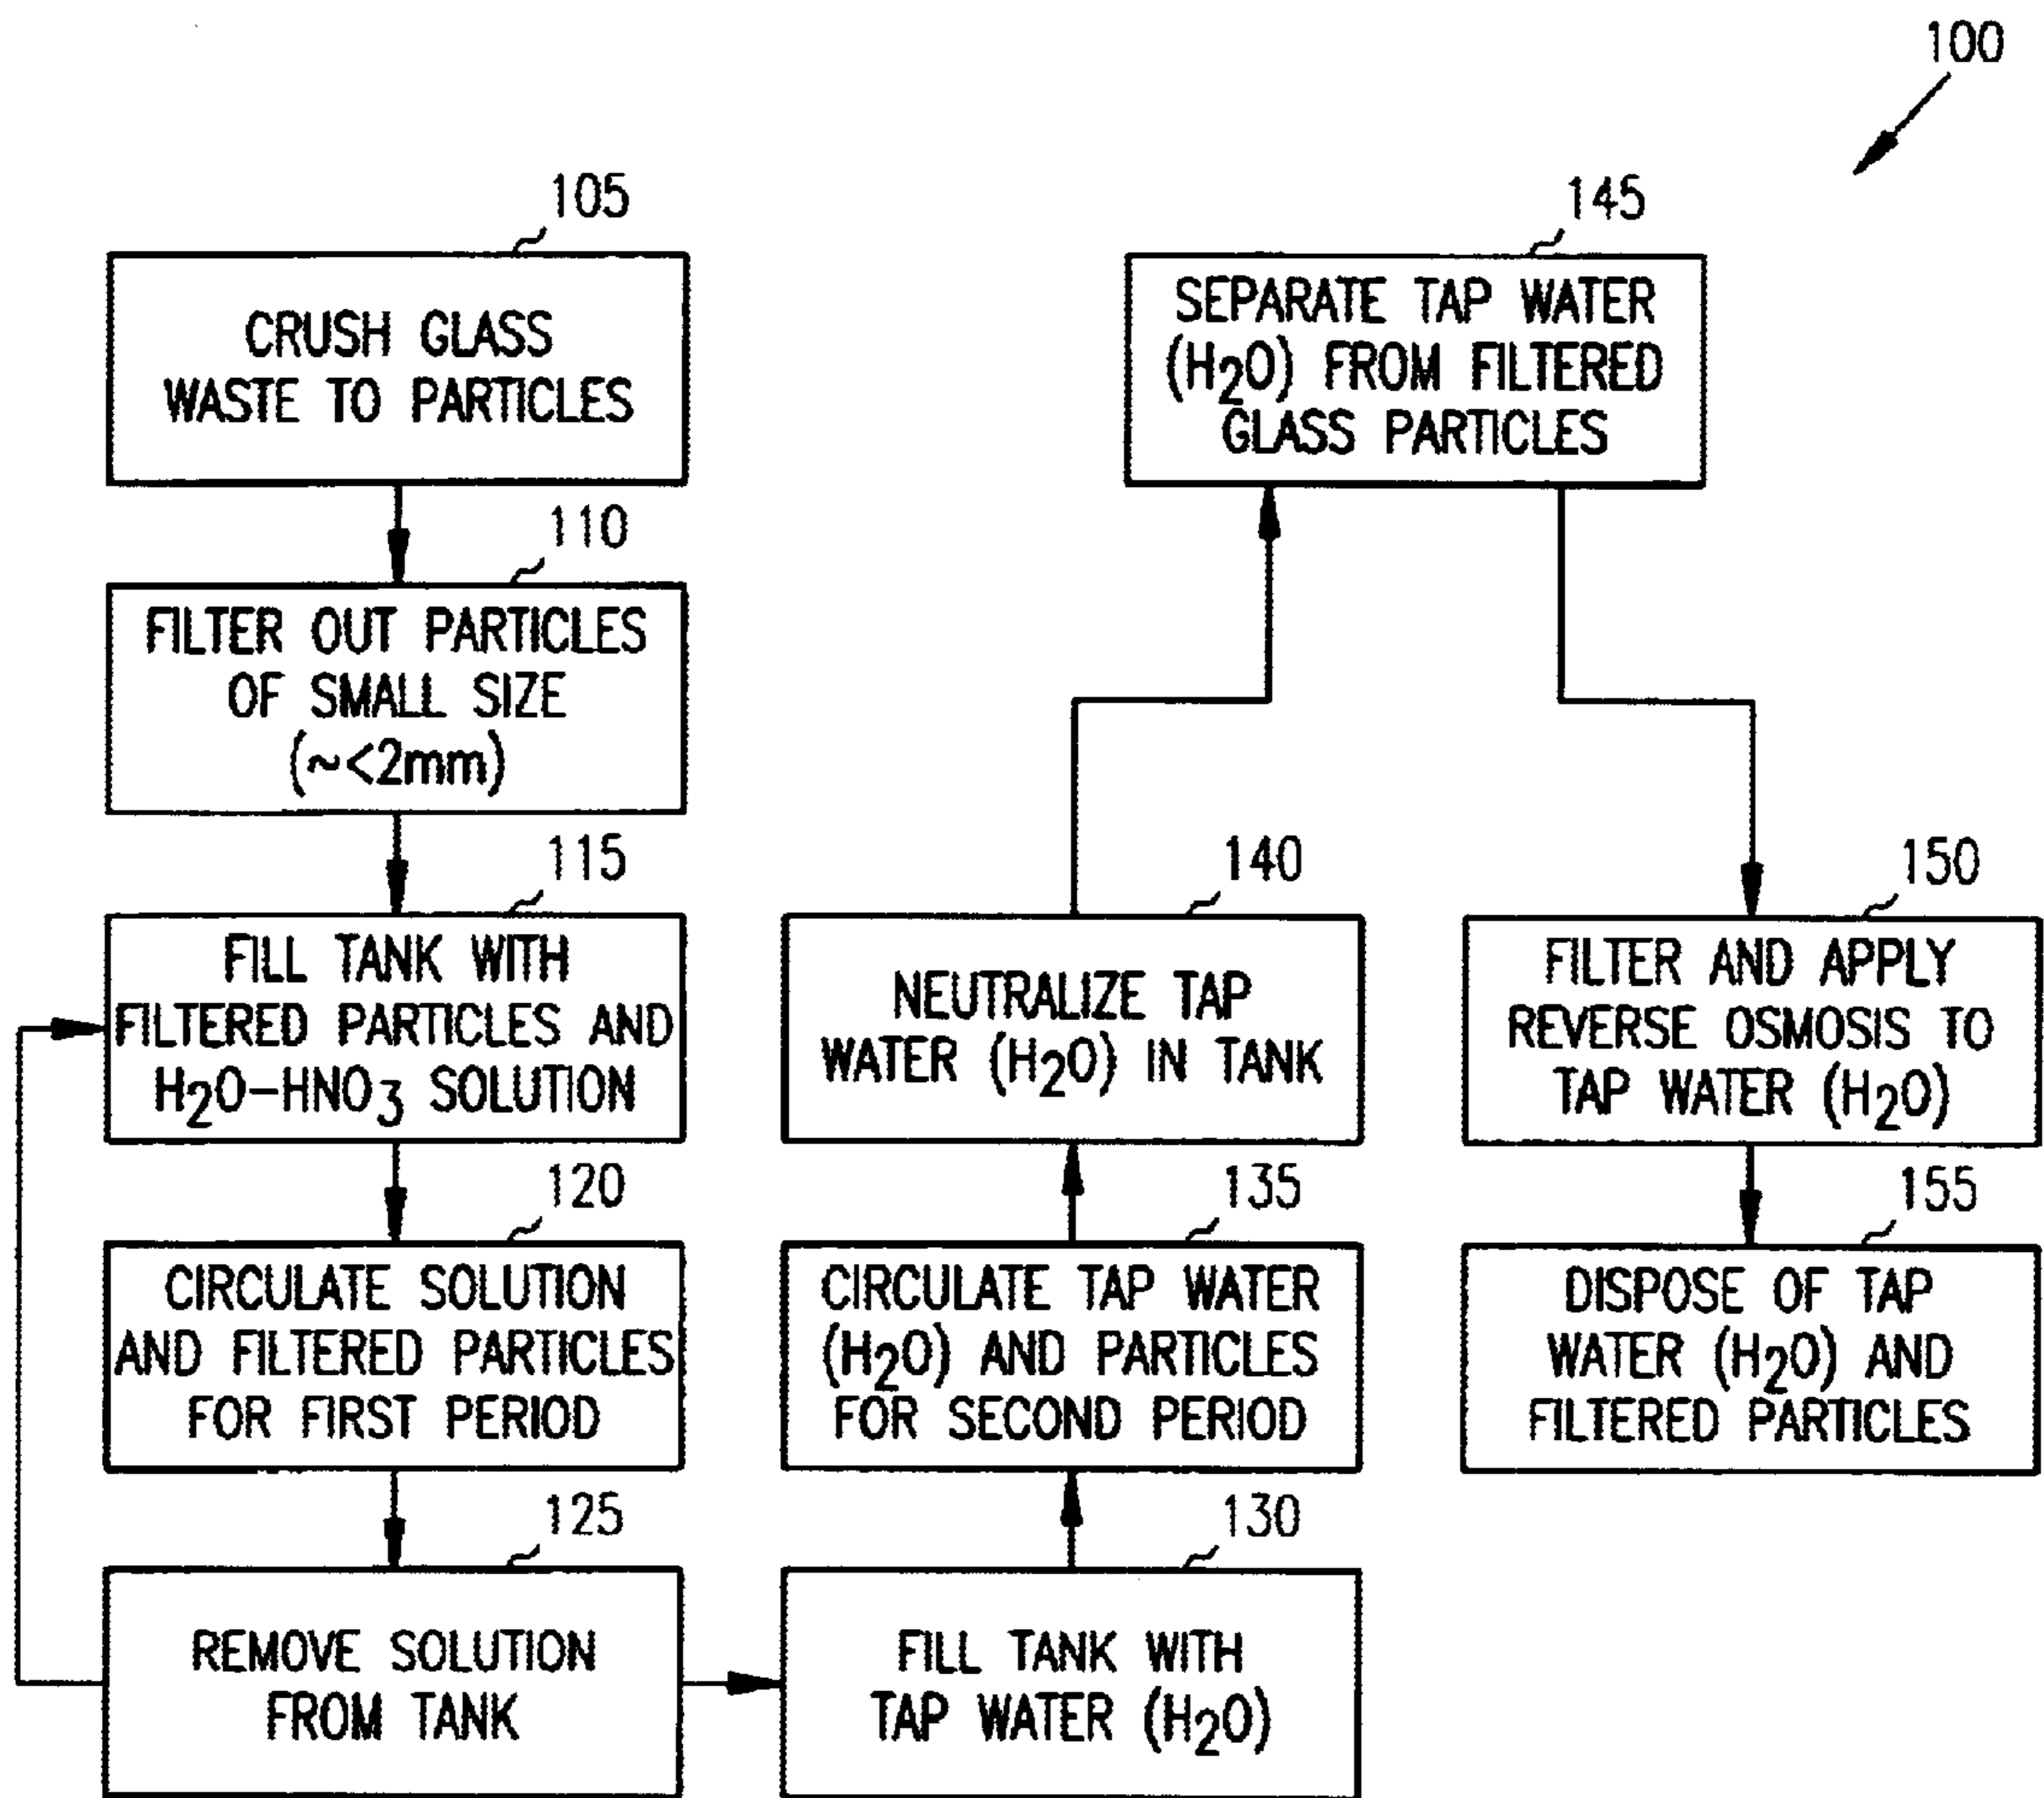 100
105
CRUSH GLASS
WASTE TO PARTICLES
110
FILTER OUT PARTICLES
OF SMALL SIZE
(~<2mm)
115
FILL TANK WITH
FILTERED PARTICLES AND
H₂O-HNO₃ SOLUTION
120
CIRCULATE SOLUTION
AND FILTERED PARTICLES
FOR FIRST PERIOD
125
REMOVE SOLUTION
FROM TANK
130
FILL TANK WITH
TAP WATER (H₂O)
135
CIRCULATE TAP WATER
(H₂O) AND PARTICLES
FOR SECOND PERIOD
140
NEUTRALIZE TAP
WATER (H₂O) IN TANK
145
SEPARATE TAP WATER
(H₂O) FROM FILTERED
GLASS PARTICLES
150
FILTER AND APPLY
REVERSE OSMOSIS TO
TAP WATER (H₂O)
155
DISPOSE OF TAP
WATER (H₂O) AND
FILTERED PARTICLES